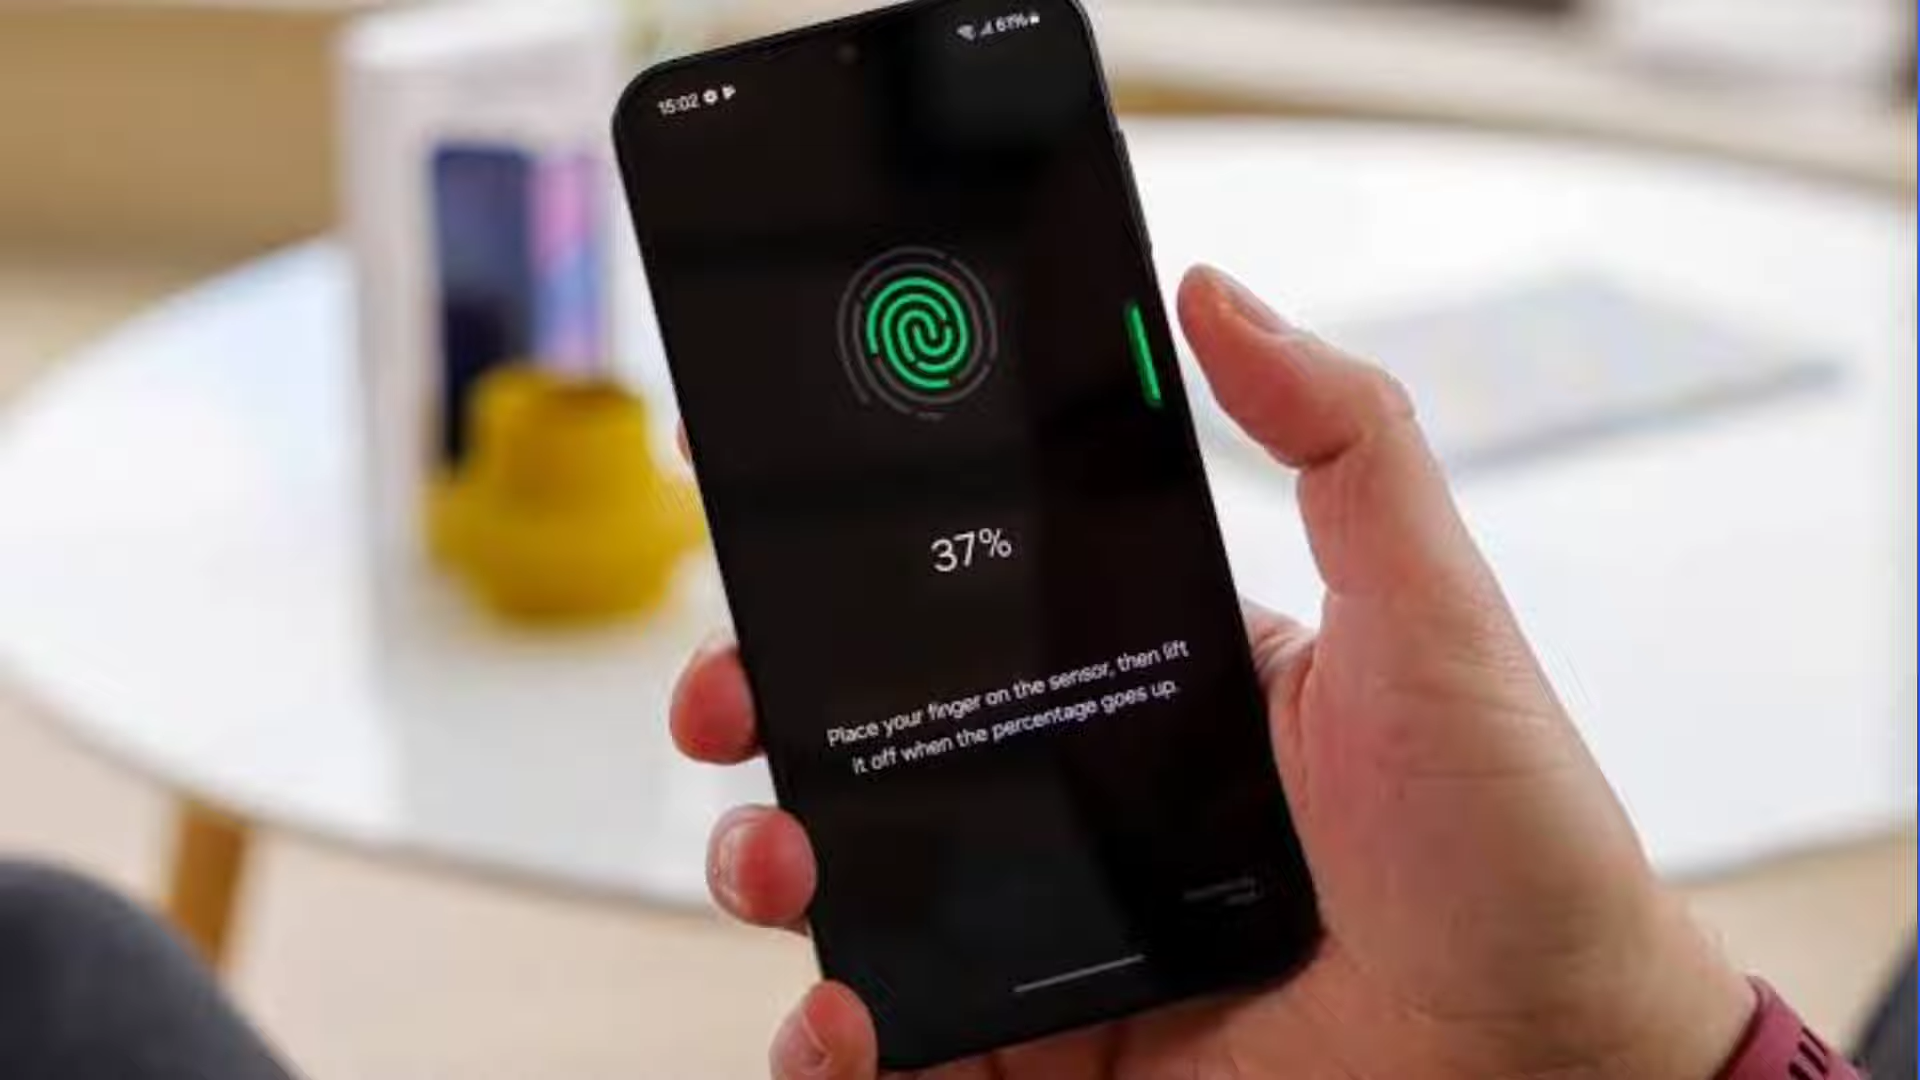 15:02
61%
37%
Place your finger on the sensor, then lift
it off when the percentage goes up.